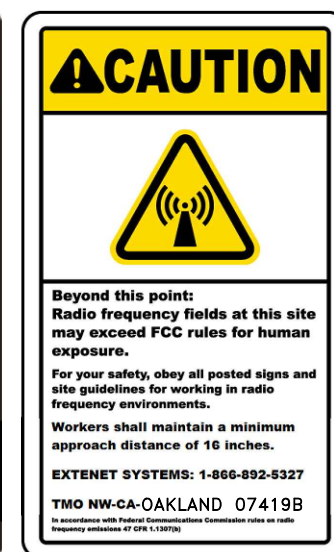 CAUTION
Beyond this point:
Radio frequency fields at this site
may exceed FCC rules for human
exposure.
For your safety, obey all posted signs and
site guidelines for working in radio
frequency environments.
Workers shall maintain a minimum
approach distance of 16 inches.
EXTENET SYSTEMS: 1-866-892-5327
TMO NW-CA-OAKLAND 07419B
In accordance with Federal Communications Commission rules on radio
frequency emissions 47 CFR 1.1307(b)